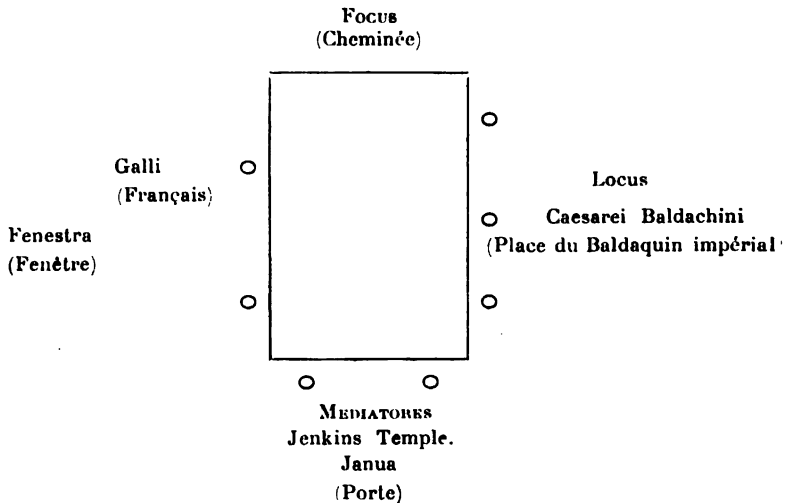 Focus
(Cheminée)
Galli
(Français)
Fenestra
(Fenêtre)
Locus
Caesarei Baldachini
(Place du Baldaquin impérial
Mediatores
Jenkins Temple.
Janua
(Porte)